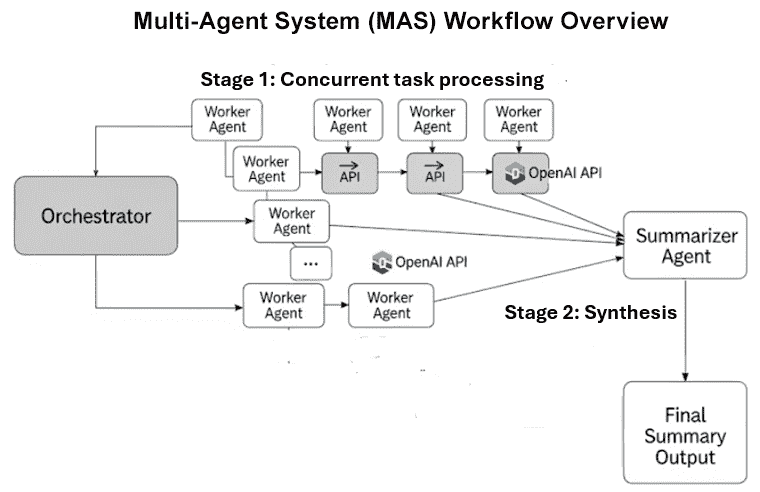 Multi-Agent System (MAS) Workflow Overview
Stage 1: Concurrent task processing
Worker
Agent
Worker
Agent
Worker
Agent
Worker
Agent
Worker
Agent
API
API
OpenAI API
Orchestrator
Worker
Agent
Summarizer
Agent
...
OpenAI API
Worker
Agent
Worker
Agent
Stage 2: Synthesis
Final
Summary
Output